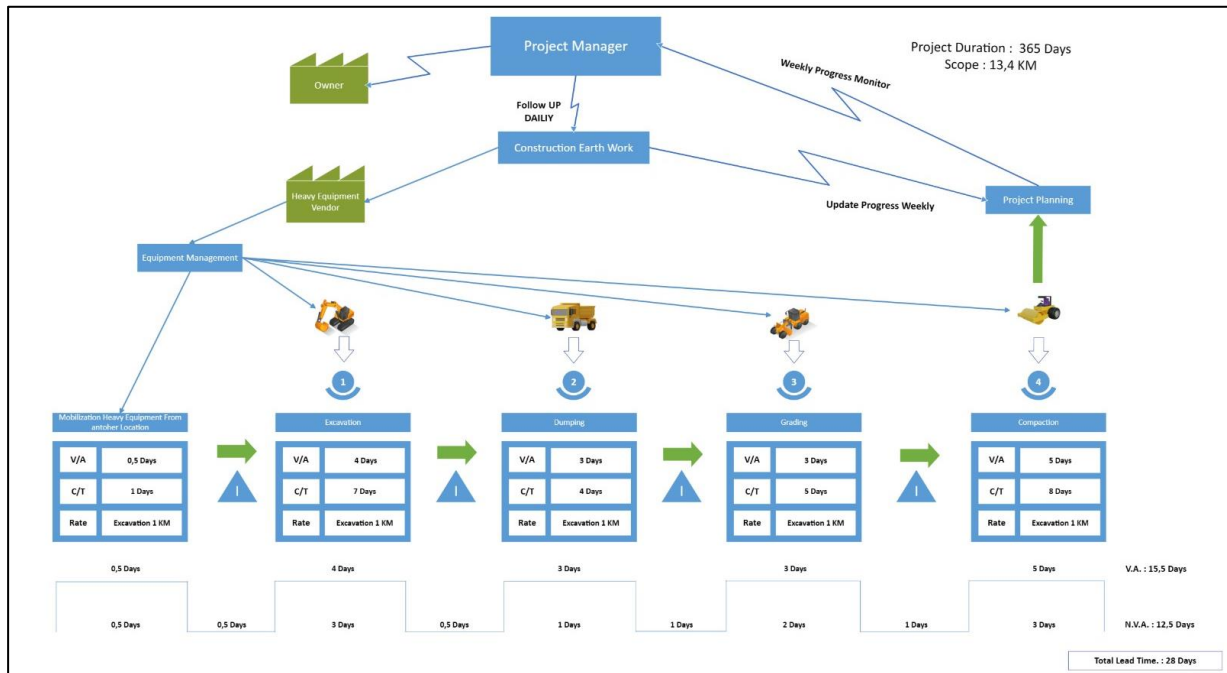 Project Manager
Project Duration : 365 Days
Scope : 13,4 KM
Owner
Weekly Progress Monitor
Follow UP
DAILIY
Construction Earth Work
Heavy Equipment
Vendor
Update Progress Weekly
Project Planning
Equipment Management
1
2
3
4
Mobilization Heavy Equipment From
antoher Location
V/A
0,5 Days
C/T
1 Days
Rate
Excavation 1 KM
I
Excavation
V/A
4 Days
C/T
7 Days
Rate
Excavation 1 KM
I
Dumping
V/A
3 Days
C/T
4 Days
Rate
Excavation 1 KM
I
Grading
V/A
3 Days
C/T
5 Days
Rate
Excavation 1 KM
I
Compaction
V/A
5 Days
C/T
8 Days
Rate
Excavation 1 KM
0,5 Days
4 Days
3 Days
3 Days
5 Days
V.A. : 15,5 Days
0,5 Days
0,5 Days
3 Days
0,5 Days
1 Days
1 Days
2 Days
1 Days
3 Days
N.V.A. : 12,5 Days
Total Lead Time. : 28 Days